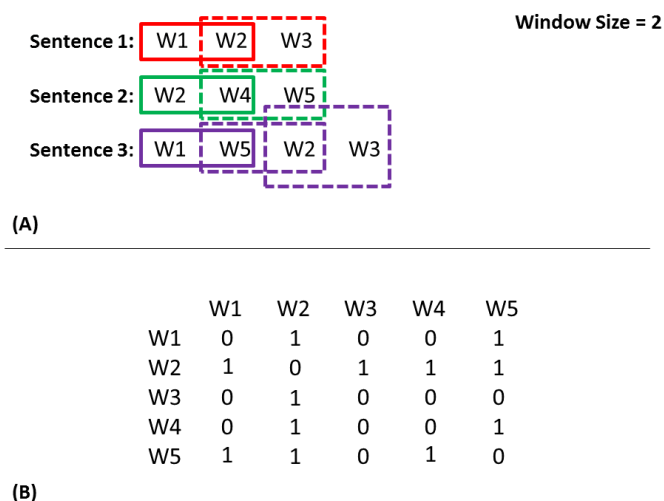 Window Size = 2
Sentence 1: W1 W2 W3
Sentence 2: W2 W4 W5
Sentence 3: W1 W5 W2 W3
(A)
W1 W2 W3 W4 W5
W1 0 1 0 0 1
W2 1 0 1 1 1
W3 0 1 0 0 0
W4 0 1 0 0 1
W5 1 1 0 1 0
(B)